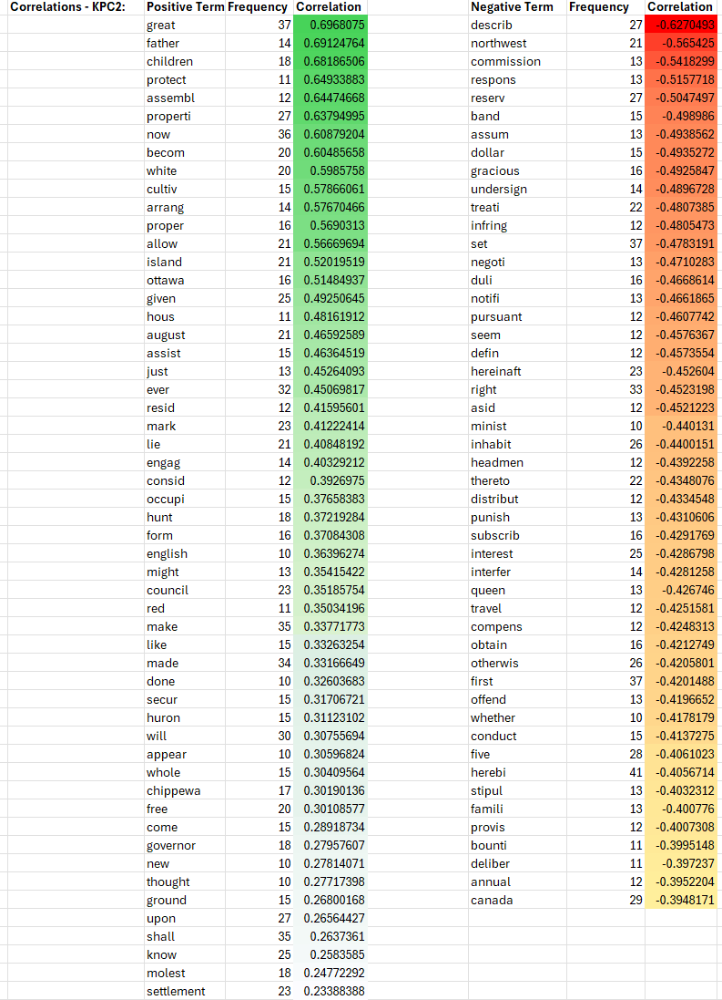 Correlations - KPC2: Positive Term Frequency Correlation Negative Term Frequency Correlation
great 37 0.6968075 describ 27 -0.6270493
father 14 0.69124764 northwest 21 -0.565425
children 18 0.68186506 commission 13 -0.5418299
protect 11 0.64933883 respons 13 -0.5157718
assembl 12 0.64474668 reserv 27 -0.5047497
properti 27 0.63794995 band 15 -0.498986
now 36 0.60879204 assum 13 -0.4938562
becom 20 0.60485658 dollar 15 -0.4935272
white 20 0.5985758 gracious 16 -0.4925847
cultiv 15 0.57866061 undersign 14 -0.4896728
arrang 14 0.57670466 treati 22 -0.4807385
proper 16 0.5690313 infring 12 -0.4805473
allow 21 0.56669694 set 37 -0.4783191
island 21 0.52019519 negoti 13 -0.4710283
ottawa 16 0.51484937 duli 16 -0.4668614
given 25 0.49250645 notifi 13 -0.4661865
hous 11 0.48161912 pursuant 12 -0.4607742
august 21 0.46592589 seem 12 -0.4576367
assist 15 0.46364519 defin 12 -0.4573554
just 13 0.45264093 hereinaft 23 -0.452604
ever 32 0.45069817 right 33 -0.4523198
resid 12 0.41595601 asid 12 -0.4521223
mark 23 0.41222414 minist 10 -0.440131
lie 21 0.40848192 inhabit 26 -0.4400151
engag 14 0.40329212 headmen 12 -0.4392258
consid 12 0.3926975 thereto 22 -0.4348076
occupi 15 0.37658383 distribut 12 -0.4334548
hunt 18 0.37219284 punish 13 -0.4310606
form 16 0.37084308 subscrib 16 -0.4291769
english 10 0.36396274 interest 25 -0.4286798
might 13 0.35415422 interfer 14 -0.4281258
council 23 0.35185754 queen 13 -0.426746
red 11 0.35034196 travel 12 -0.4251581
make 35 0.33771773 compens 12 -0.4248313
like 15 0.33263254 obtain 16 -0.4212749
made 34 0.33166649 otherwis 26 -0.4205801
done 10 0.32603683 first 37 -0.4201488
secur 15 0.31706721 offend 13 -0.4196652
huron 15 0.31123102 whether 10 -0.4178179
will 30 0.30755694 conduct 15 -0.4137275
appear 10 0.30596824 five 28 -0.4061023
whole 15 0.30409564 herebi 41 -0.4056714
chippewa 17 0.30190136 stipul 13 -0.4032312
free 20 0.30108577 famili 13 -0.400776
come 15 0.28918734 provis 12 -0.4007308
governor 18 0.27957607 bounti 11 -0.3995148
new 10 0.27814071 deliber 11 -0.397237
thought 10 0.27717398 annual 12 -0.3952204
ground 15 0.26800168 canada 29 -0.3948171
upon 27 0.26564427
shall 35 0.2637361
know 25 0.2583585
molest 18 0.24772292
settlement 23 0.23388388